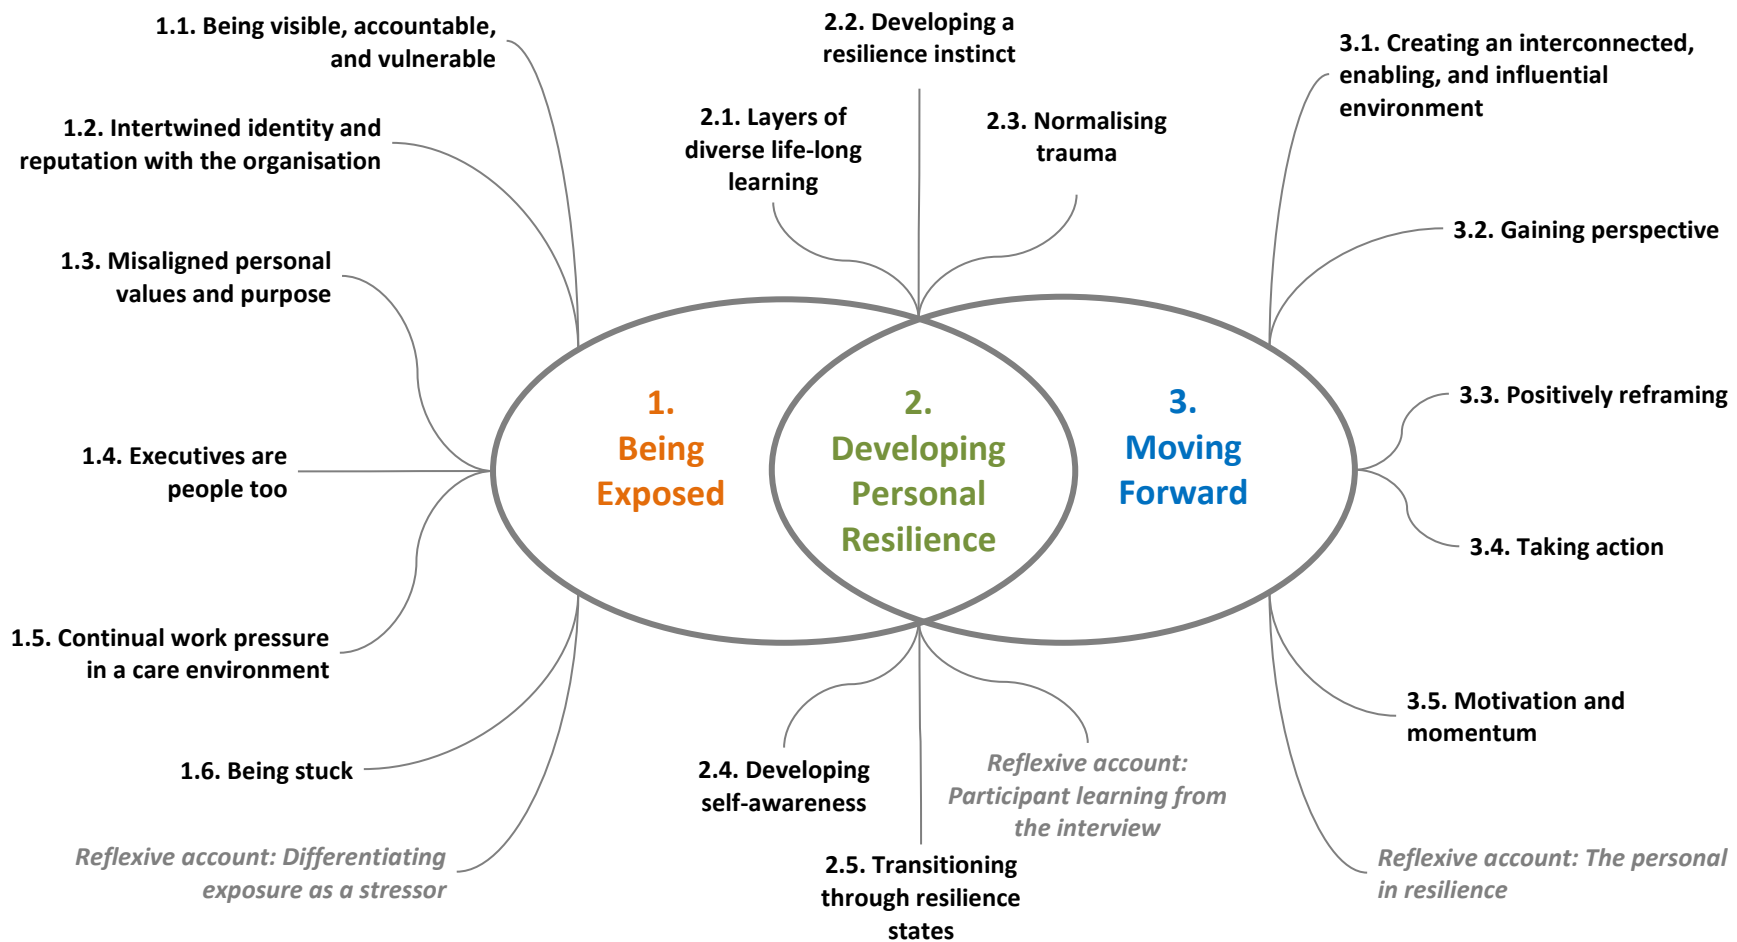 1.1. Being visible, accountable,
and vulnerable
1.2. Intertwined identity and
reputation with the organisation
1.3. Misaligned personal
values and purpose
1.4. Executives are
people too
1.5. Continual work pressure
in a care environment
1.6. Being stuck
Reflexive account: Differentiating
exposure as a stressor
1.
Being
Exposed
2.1. Layers of
diverse life-long
learning
2.2. Developing a
resilience instinct
2.3. Normalising
trauma
2.
Developing
Personal
Resilience
2.4. Developing
self-awareness
2.5. Transitioning
through resilience
states
Reflexive account:
Participant learning from
the interview
3.
Moving
Forward
3.1. Creating an interconnected,
enabling, and influential
environment
3.2. Gaining perspective
3.3. Positively reframing
3.4. Taking action
3.5. Motivation and
momentum
Reflexive account: The personal
in resilience